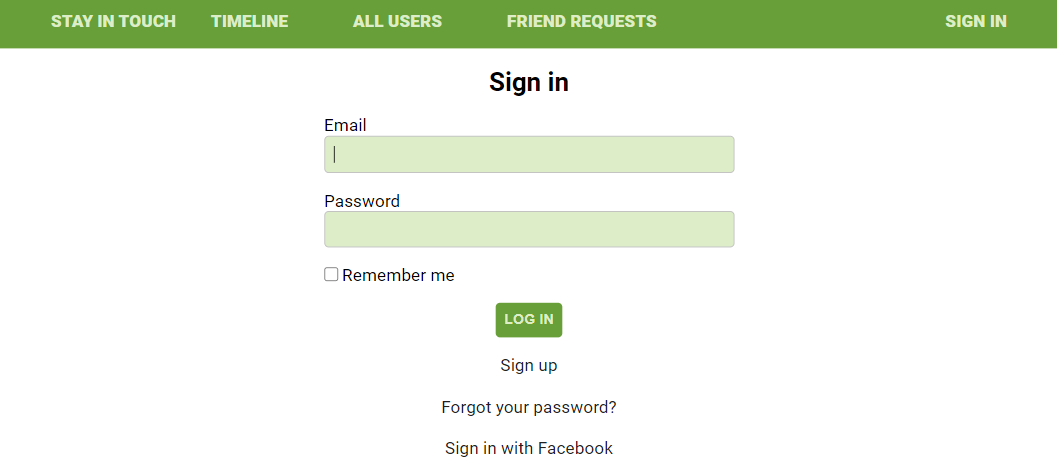 STAY IN TOUCH TIMELINE ALL USERS FRIEND REQUESTS SIGN IN
Sign in
Email
Password
Remember me
LOG IN
Sign up
Forgot your password?
Sign in with Facebook